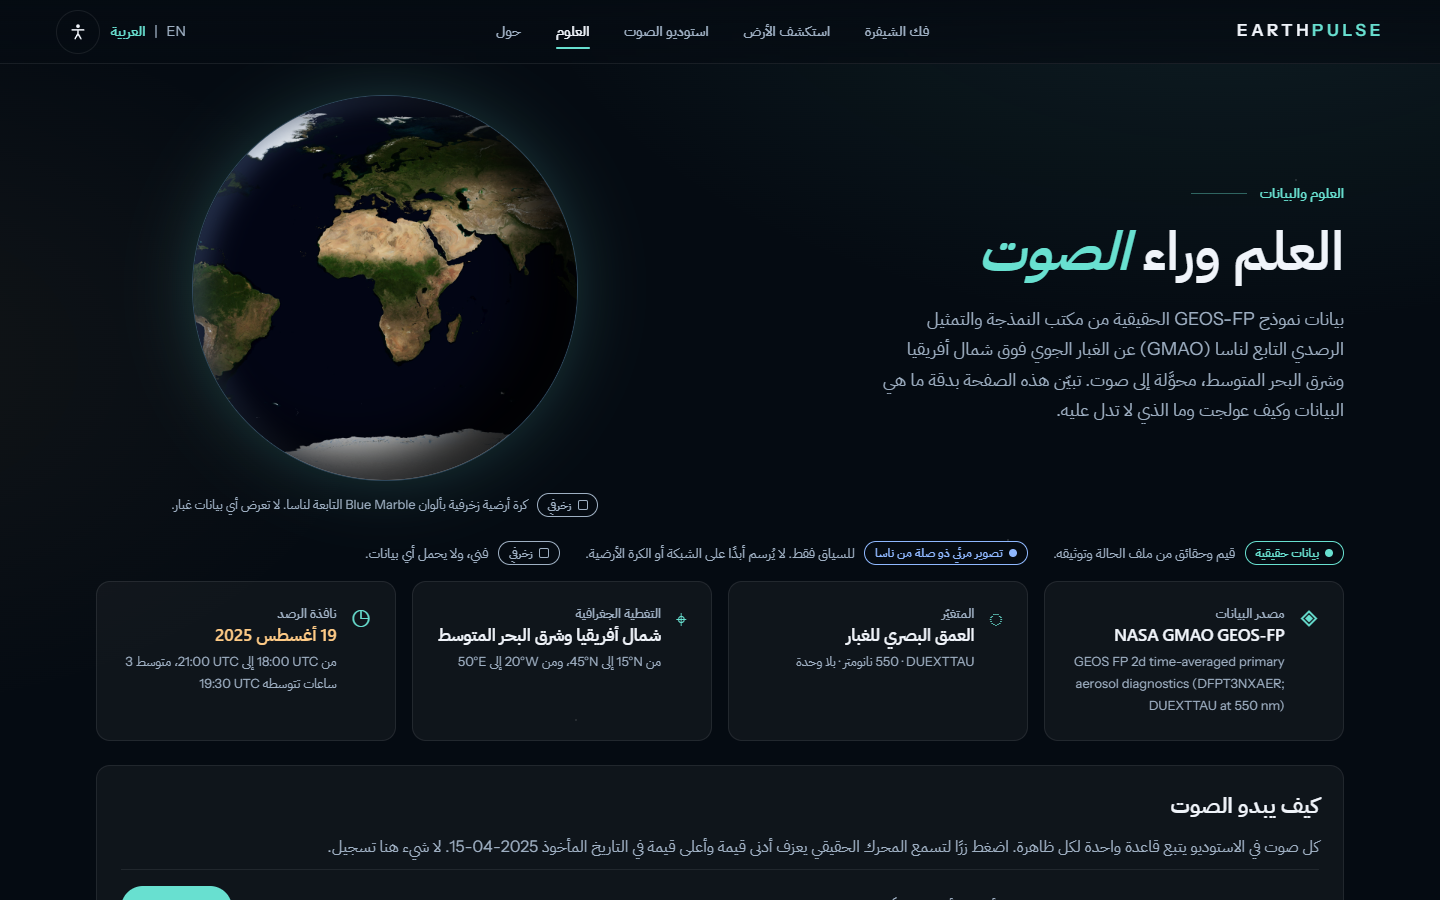 EARTHPULSE
فك الشيفرة
استكشف الأرض
استوديو الصوت
العلوم
حول
EN | العربية
العلوم والبيانات
العلم وراء الصوت
بيانات نموذج GEOS-FP الحقيقية من مكتب النمذجة والتمثيل
الرصدي التابع لناسا (GMAO) عن الغبار الجوي فوق شمال أفريقيا
وشرق البحر المتوسط، محوَّلة إلى صوت. تبيّن هذه الصفحة بدقة ما هي
البيانات وكيف عولجت وما الذي لا تدل عليه.
زخرفي
كرة أرضية زخرفية بألوان Blue Marble التابعة لناسا. لا تعرض أي بيانات غبار.
بيانات حقيقية
قيم وحقائق من ملف الحالة وتوثيقه.
تصوير مرئي ذو صلة من ناسا
للسياق فقط. لا يُرسم أبدًا على الشبكة أو الكرة الأرضية.
زخرفي
فني، ولا يحمل أي بيانات.
مصدر البيانات
NASA GMAO GEOS-FP
GEOS FP 2d time-averaged primary
aerosol diagnostics (DFPT3NXAER;
DUEXTTAU at 550 nm)
المتغيّر
العمق البصري للغبار
DUEXTTAU · 550 نانومتر · بلا وحدة
التغطية الجغرافية
شمال أفريقيا وشرق البحر المتوسط
من 15°N إلى 45°N، ومن 20°W إلى 50°E
نافذة الرصد
19 أغسطس 2025
من 18:00 UTC إلى 21:00 UTC، متوسط 3
ساعات تتوسطه 19:30 UTC
كيف يبدو الصوت
كل صوت في الاستوديو يتبع قاعدة واحدة لكل ظاهرة. اضغط زرًا لتسمع المحرك الحقيقي يعزف أدنى قيمة وأعلى قيمة في التاريخ المأخوذ 2025-04-15. لا شيء هنا تسجيل.